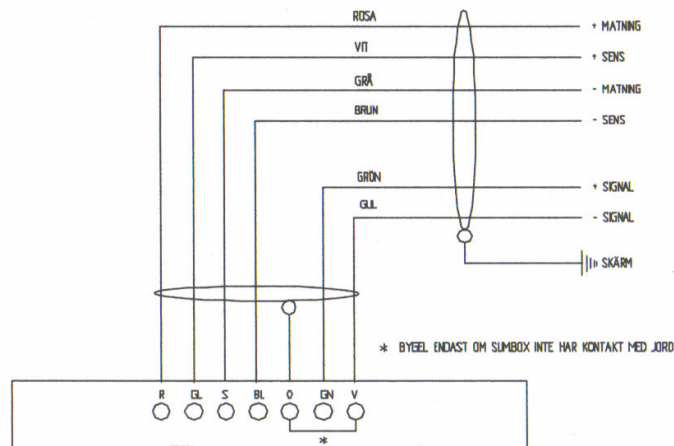 ROSA
+ MATNING
VIT
+ SENS
GRÅ
- MATNING
BRUN
- SENS
GRÖN
+ SIGNAL
GUL
- SIGNAL
SKÄRM
* BYGEL ENDAST OM SUMBOX INTE HAR KONTAKT MED JORD
R GL S BL O GN V
*